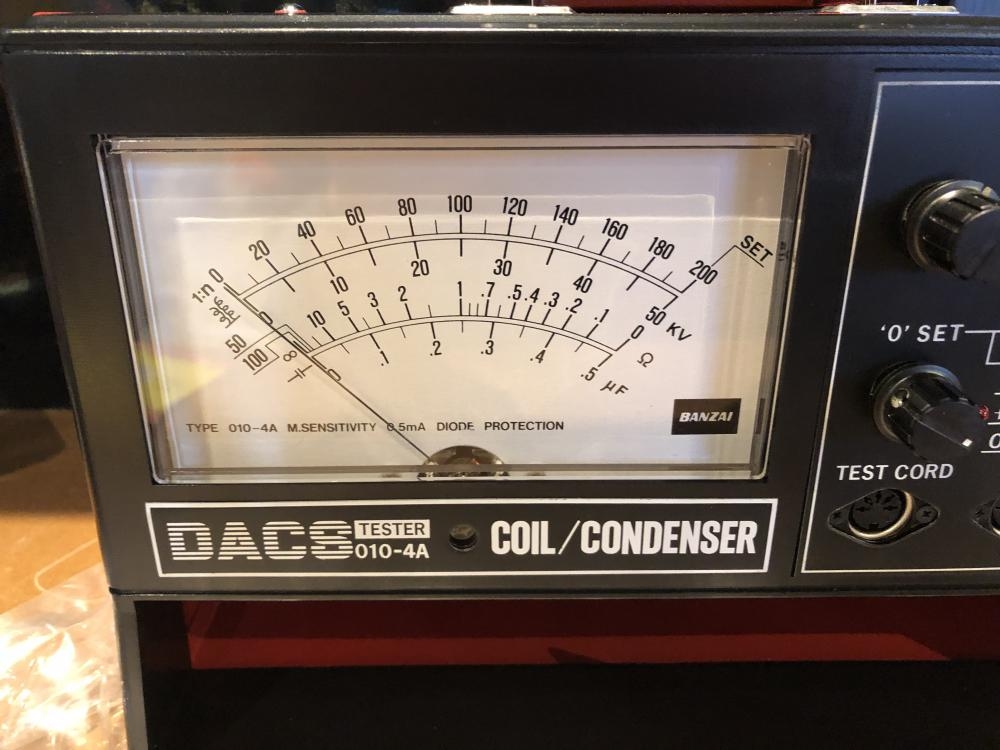 0 20 40 60 80 100 120 140 160 180 200 SET
1:n 0 10 20 30 40 50 KV
50 100 ∞ 10 5 3 2 1 .7 .5 .4 .3 .2 .1 0 Ω
0 .1 .2 .3 .4 .5 µF
BANZAI
TYPE 010-4A M.SENSITIVITY 0.5mA DIODE PROTECTION
'0' SET
TEST CORD
DACS TESTER 010-4A COIL/CONDENSER